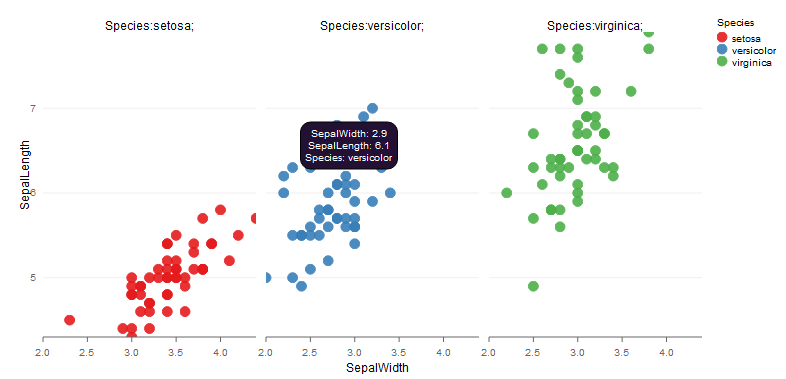 Species:setosa;
Species:versicolor;
Species:virginica;
Species
setosa
versicolor
virginica
SepalLength
7
6
5
SepalWidth: 2.9
SepalLength: 6.1
Species: versicolor
2.0 2.5 3.0 3.5 4.0
2.0 2.5 3.0 3.5 4.0
2.0 2.5 3.0 3.5 4.0
SepalWidth